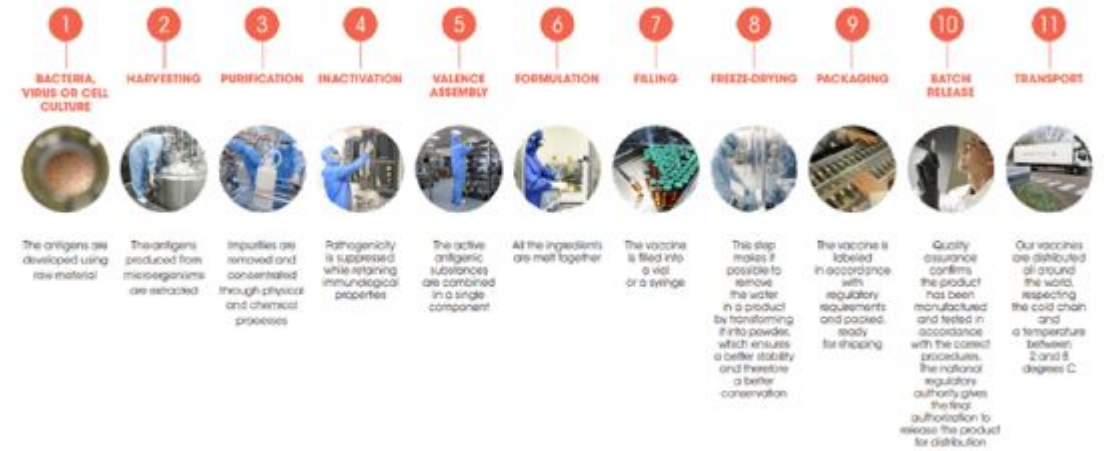 1
BACTERIA,
VIRUS OR CELL
CULTURE
The antigens are
developed using
raw material
2
HARVESTING
The antigens
produced from
microorganisms
are extracted
3
PURIFICATION
Impurities are
removed and
concentrated
through physical
and chemical
processes
4
INACTIVATION
Pathogenicity
is suppressed
while retaining
immunological
properties
5
VALENCE
ASSEMBLY
The active
antigenic
substances
are combined
in a single
component
6
FORMULATION
All the ingredients
are melt together
7
FILLING
The vaccine
is filled into
a vial
or a syringe
8
FREEZE-DRYING
This step
makes it
possible to
remove
the water
in a product
by transforming
it into powder,
which ensures
a better stability
and therefore
a better
conservation
9
PACKAGING
The vaccine is
labeled
in accordance
with
regulatory
requirements
and packed,
ready
for shipping
10
BATCH
RELEASE
Quality
assurance
confirms
the product
has been
manufactured
and tested in
accordance
with the correct
procedures.
The national
regulatory
authority gives
the final
authorization to
release the product
for distribution
11
TRANSPORT
Our vaccines
are distributed
all around
the world,
respecting
the cold chain
and
a temperature
between
2 and 8
degrees C